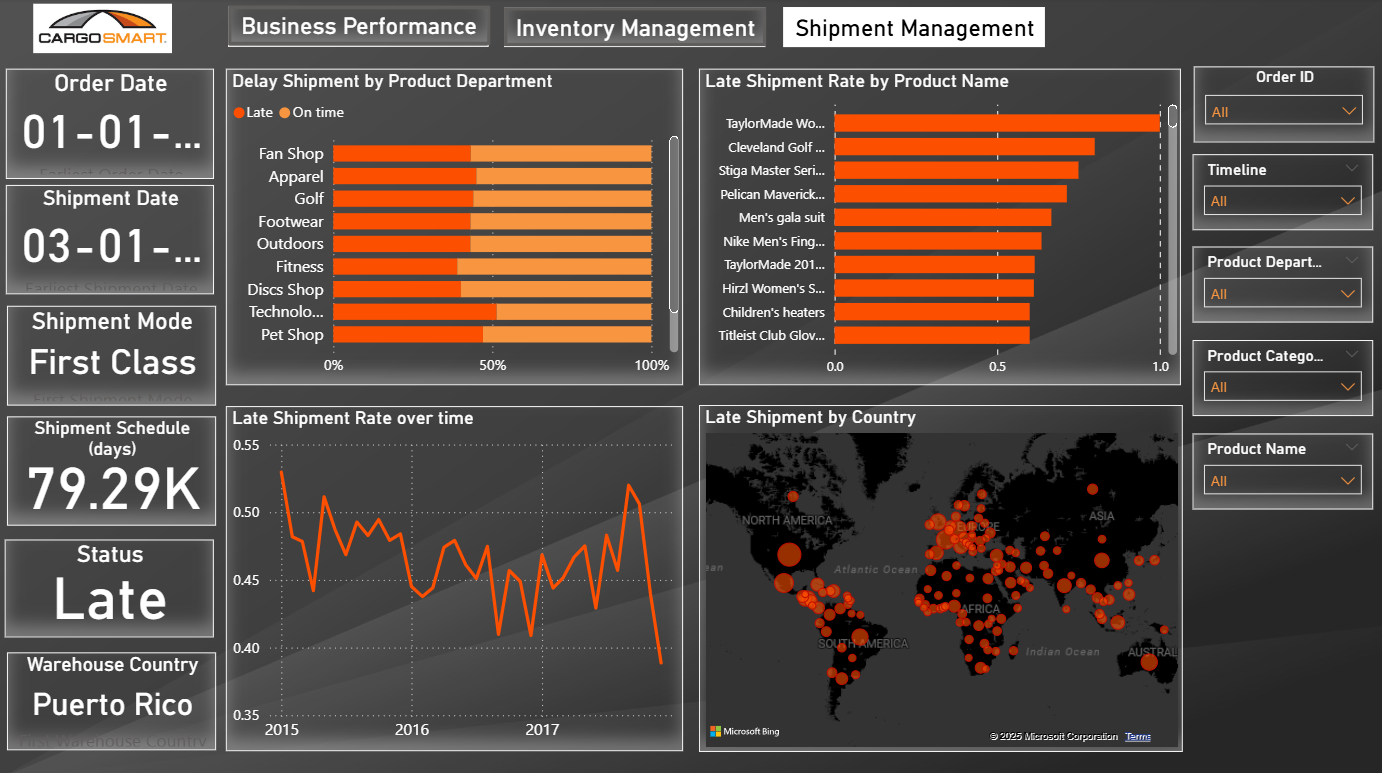 CARGOSMART.
Business Performance
Inventory Management
Shipment Management
Order Date
01-01-...
Earliest Order Date
Shipment Date
03-01-...
Earliest Shipment Date
Shipment Mode
First Class
First Shipment Mode
Shipment Schedule
(days)
79.29K
Status
Late
Warehouse Country
Puerto Rico
First Warehouse Country
Delay Shipment by Product Department
Late
On time
Fan Shop
Apparel
Golf
Footwear
Outdoors
Fitness
Discs Shop
Technolo...
Pet Shop
0%
50%
100%
Late Shipment Rate by Product Name
TaylorMade Wo...
Cleveland Golf ...
Stiga Master Seri...
Pelican Maverick...
Men's gala suit
Nike Men's Fing...
TaylorMade 201...
Hirzl Women's S...
Children's heaters
Titleist Club Glov...
0.0
0.5
1.0
Late Shipment Rate over time
0.55
0.50
0.45
0.40
0.35
2015
2016
2017
Late Shipment by Country
NORTH AMERICA
EUROPE
ASIA
ean
Atlantic Ocean
AFRICA
SOUTH AMERICA
Indian Ocean
AUSTRAL
Microsoft Bing
© 2025 Microsoft Corporation
Terms
Order ID
All
Timeline
All
Product Depart...
All
Product Catego...
All
Product Name
All